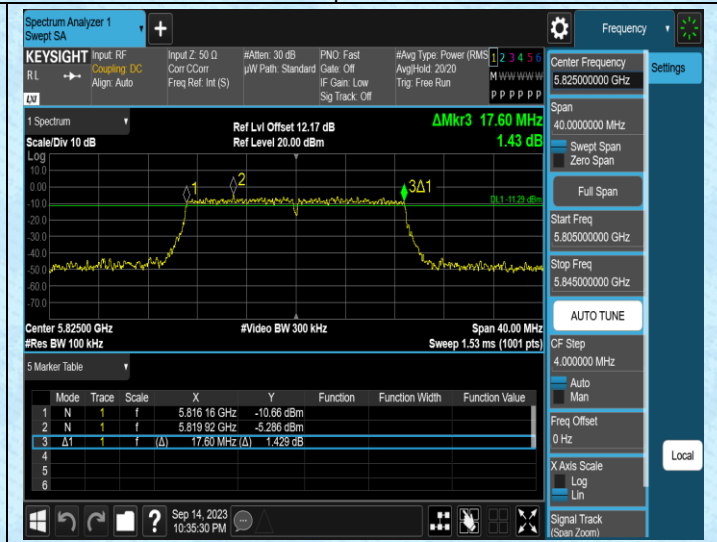 Spectrum Analyzer 1
Swept SA
+
Frequency
KEYSIGHT
RL
LXI
Input: RF
Coupling: DC
Align: Auto
Input Z: 50 Ω
Corr CCorr
Freq Ref: Int (S)
#Atten: 30 dB
µW Path: Standard
PNO: Fast
Gate: Off
IF Gain: Low
Sig Track: Off
#Avg Type: Power (RMS
Avg|Hold: 20/20
Trig: Free Run
1 2 3 4 5 6
M W W W W W
P P P P P P
1 Spectrum
Scale/Div 10 dB
Ref Lvl Offset 12.17 dB
Ref Level 20.00 dBm
ΔMkr3 17.60 MHz
1.43 dB
Log
10.0
0.00
-10.0
-20.0
-30.0
-40.0
-50.0
-60.0
-70.0
1
2
3Δ1
DL1 -11.29 dBm
Center 5.82500 GHz
#Res BW 100 kHz
#Video BW 300 kHz
Span 40.00 MHz
Sweep 1.53 ms (1001 pts)
5 Marker Table
Mode Trace Scale X Y Function Function Width Function Value
1 N 1 f 5.816 16 GHz -10.66 dBm
2 N 1 f 5.819 92 GHz -5.286 dBm
3 Δ1 1 f (Δ) 17.60 MHz (Δ) 1.429 dB
4
5
6
Sep 14, 2023
10:35:30 PM
?
Center Frequency
5.825000000 GHz
Span
40.0000000 MHz
Swept Span
Zero Span
Full Span
Start Freq
5.805000000 GHz
Stop Freq
5.845000000 GHz
AUTO TUNE
CF Step
4.000000 MHz
Auto
Man
Freq Offset
0 Hz
X Axis Scale
Log
Lin
Signal Track
(Span Zoom)
Settings
Local